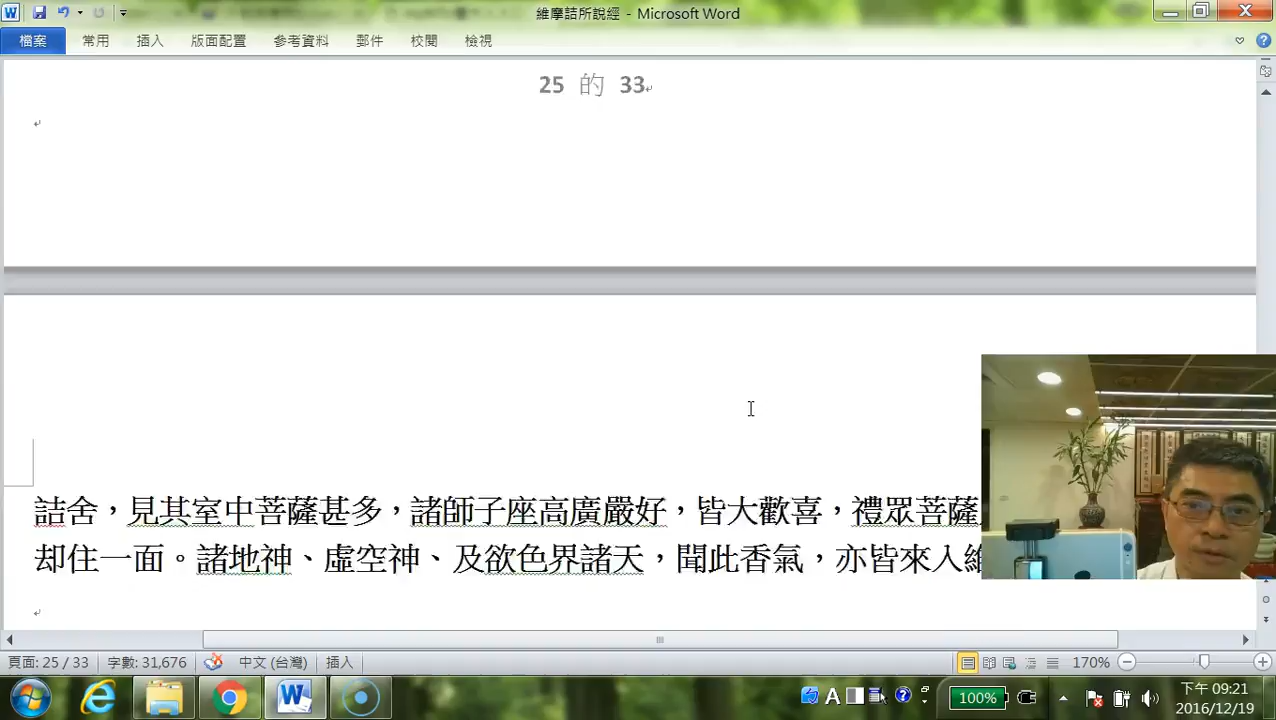 維摩詰所說經 - Microsoft Word
檔案 常用 插入 版面配置 參考資料 郵件 校閱 檢視
25 的 33
詰舍，見其室中菩薩甚多，諸師子座高廣嚴好，皆大歡喜，禮眾菩薩
却住一面。諸地神、虛空神、及欲色界諸天，聞此香氣，亦皆來入維
頁面: 25 / 33 字數: 31,676 中文 (台灣) 插入 170%
100% 下午 09:21
2016/12/19